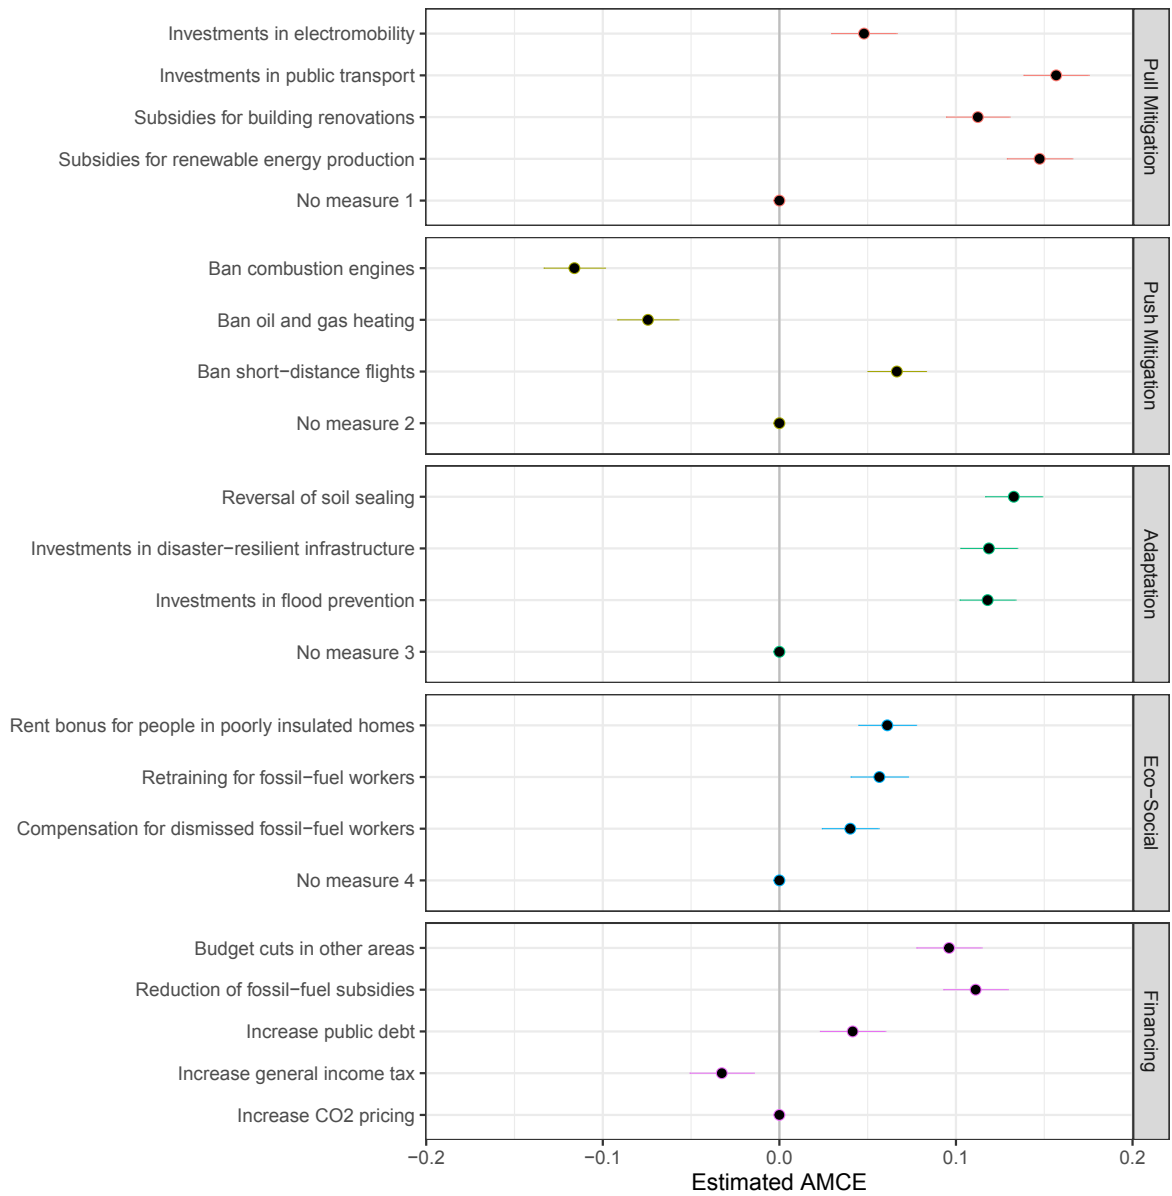 Investments in electromobility
Investments in public transport
Subsidies for building renovations
Subsidies for renewable energy production
No measure 1
Pull Mitigation
Ban combustion engines
Ban oil and gas heating
Ban short−distance flights
No measure 2
Push Mitigation
Reversal of soil sealing
Investments in disaster−resilient infrastructure
Investments in flood prevention
No measure 3
Adaptation
Rent bonus for people in poorly insulated homes
Retraining for fossil−fuel workers
Compensation for dismissed fossil−fuel workers
No measure 4
Eco−Social
Budget cuts in other areas
Reduction of fossil−fuel subsidies
Increase public debt
Increase general income tax
Increase CO2 pricing
Financing
−0.2 −0.1 0.0 0.1 0.2
Estimated AMCE